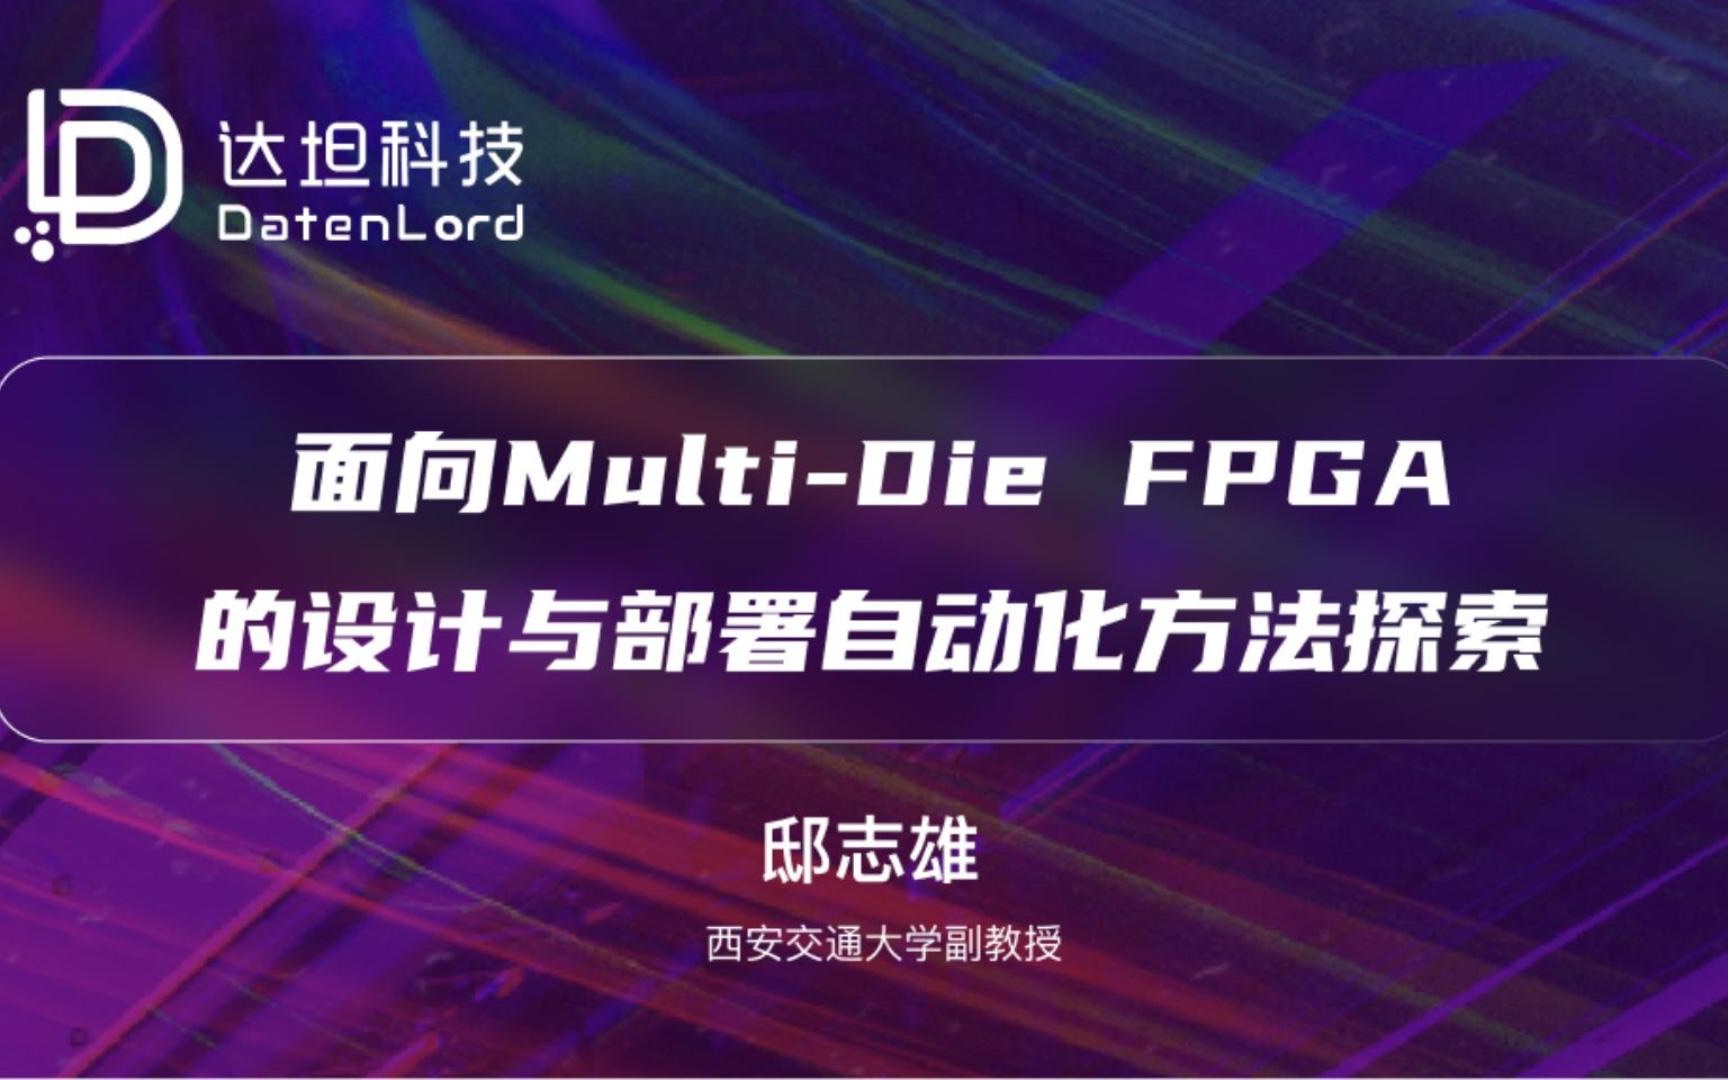 达坦科技
DatenLord
面向Multi-Die FPGA
的设计与部署自动化方法探索
邸志雄
西安交通大学副教授